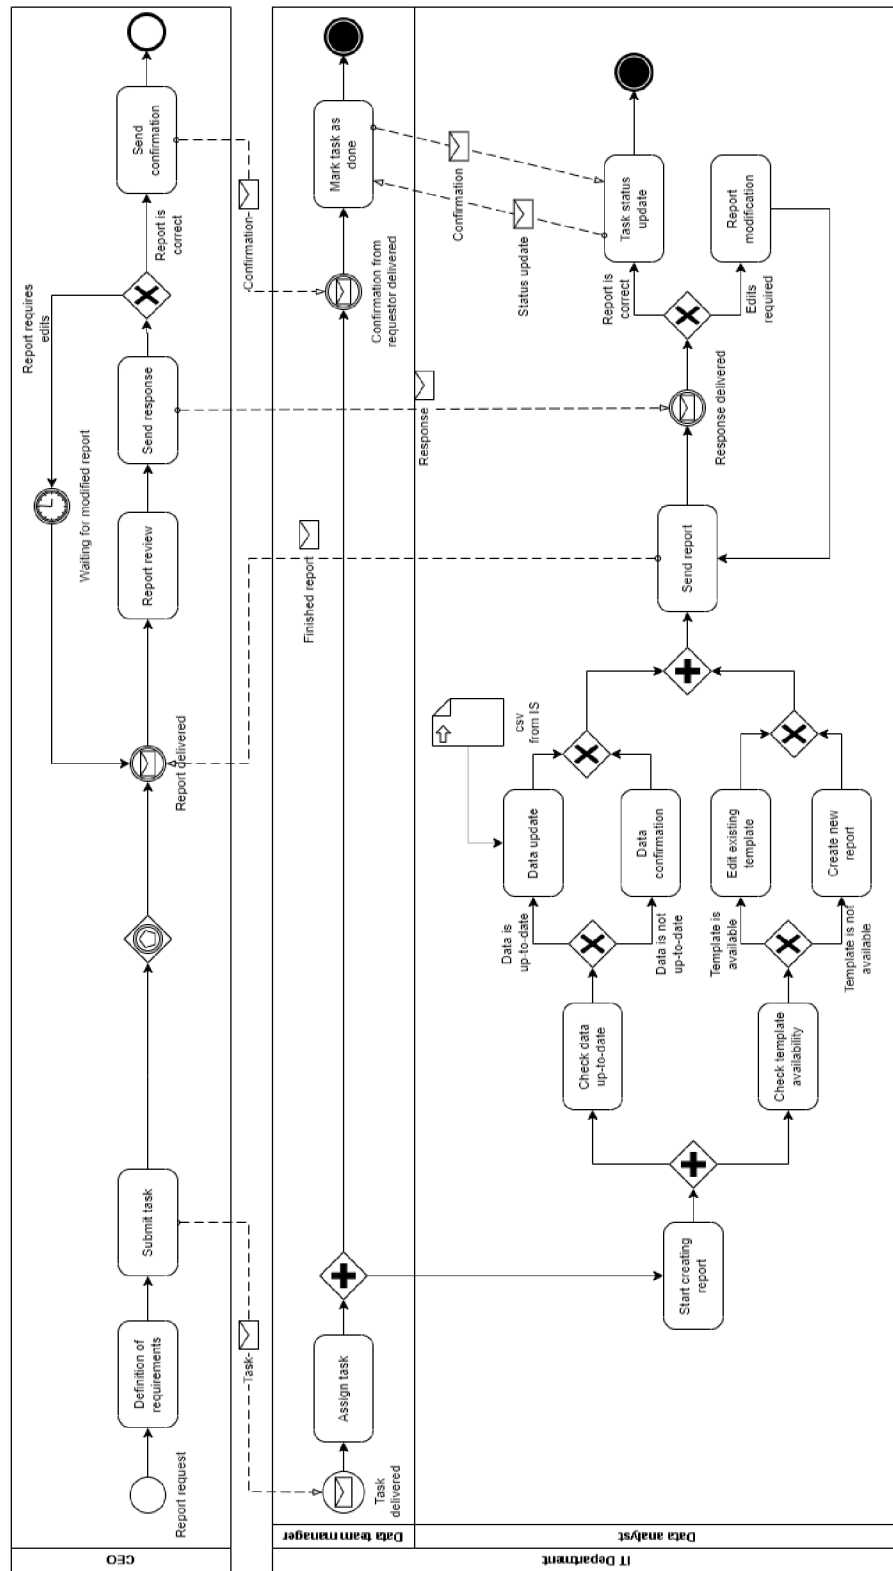 CEO
Report request
Definition of
requirements
Submit task
Report delivered
Report review
Send response
Waiting for modified report
Report requires
edits
Report is
correct
Send
confirmation
Task
Finished report
Response
Confirmation
IT Department
Data team manager
Task
delivered
Assign task
Confirmation from
requestor delivered
Mark task as
done
Status update
Confirmation
Data analyst
Start creating
report
Check data
up-to-date
Data is
up-to-date
Data is not
up-to-date
Data update
Data
confirmation
csv
from IS
Check template
availability
Template is
available
Template is not
available
Edit existing
template
Create new
report
Send report
Response delivered
Report is
correct
Edits
required
Task status
update
Report
modification